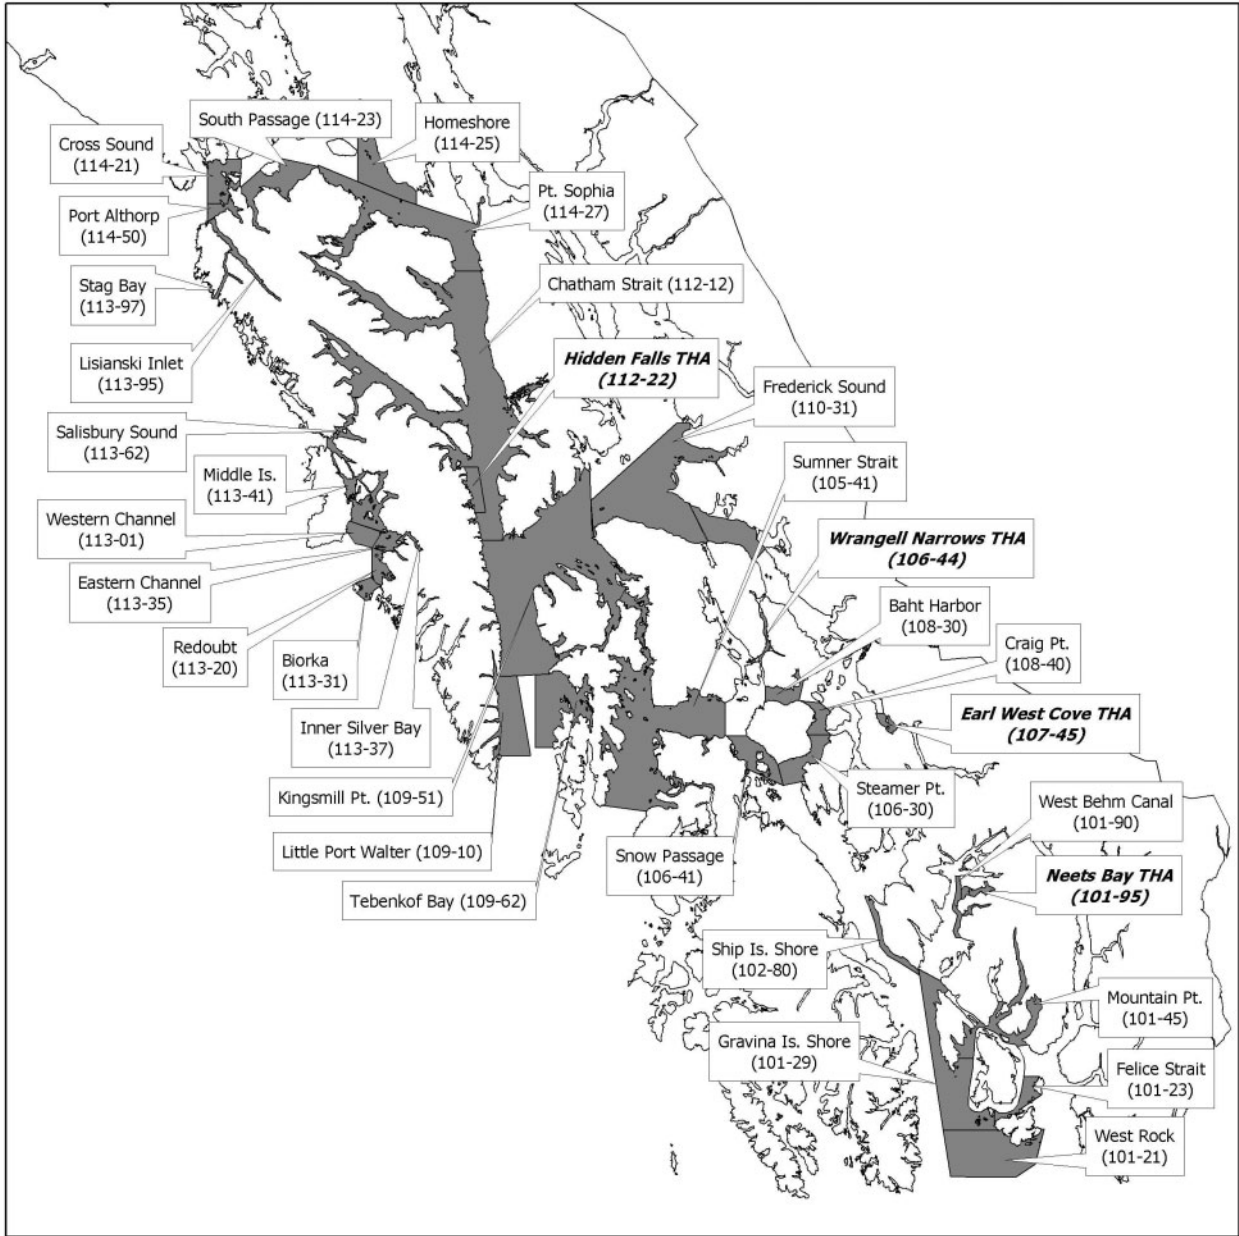 South Passage (114-23)
Homeshore
(114-25)
Cross Sound
(114-21)
Pt. Sophia
(114-27)
Port Althorp
(114-50)
Stag Bay
(113-97)
Chatham Strait (112-12)
Lisianski Inlet
(113-95)
Hidden Falls THA
(112-22)
Frederick Sound
(110-31)
Salisbury Sound
(113-62)
Sumner Strait
(105-41)
Middle Is.
(113-41)
Western Channel
(113-01)
Wrangell Narrows THA
(106-44)
Eastern Channel
(113-35)
Baht Harbor
(108-30)
Redoubt
(113-20)
Craig Pt.
(108-40)
Biorka
(113-31)
Earl West Cove THA
(107-45)
Inner Silver Bay
(113-37)
Kingsmill Pt. (109-51)
Steamer Pt.
(106-30)
West Behm Canal
(101-90)
Little Port Walter (109-10)
Snow Passage
(106-41)
Neets Bay THA
(101-95)
Tebenkof Bay (109-62)
Ship Is. Shore
(102-80)
Mountain Pt.
(101-45)
Gravina Is. Shore
(101-29)
Felice Strait
(101-23)
West Rock
(101-21)